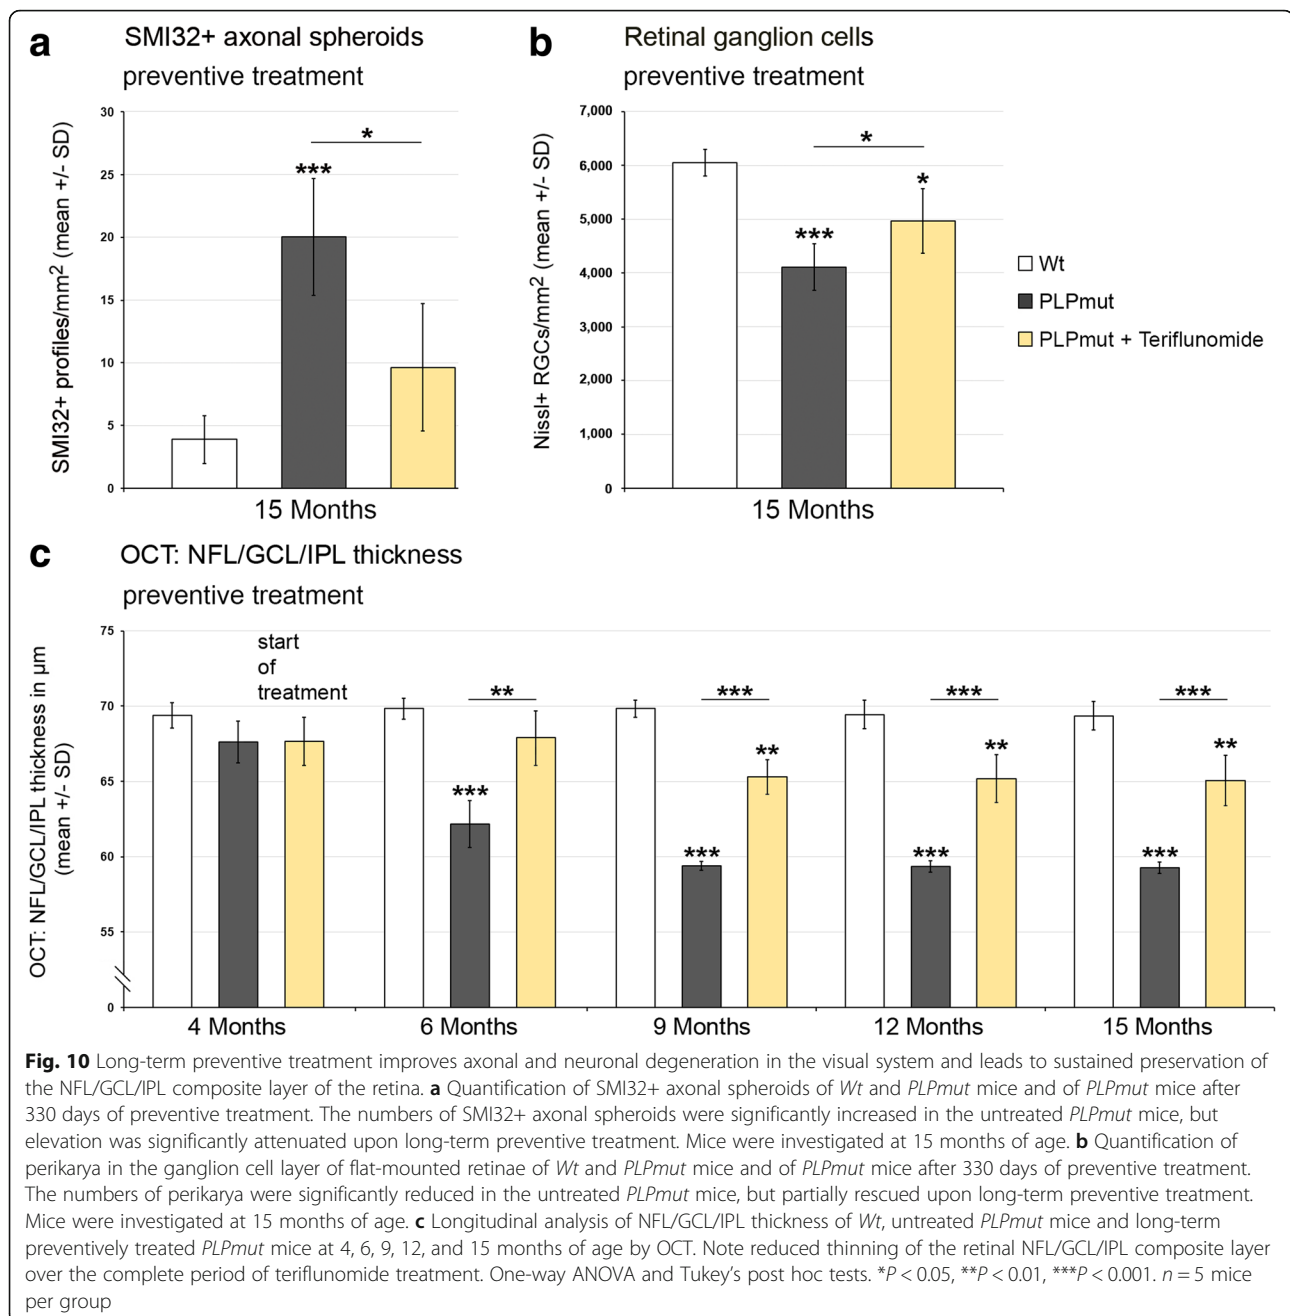 a SMI32+ axonal spheroids
preventive treatment
SMI32+ profiles/mm² (mean +/- SD)
30
25
20
15
10
5
0
*
***
15 Months
b Retinal ganglion cells
preventive treatment
Nissl+ RGCs/mm² (mean +/- SD)
7,000
6,000
5,000
4,000
3,000
2,000
1,000
0
*
***
*
15 Months
Wt
PLPmut
PLPmut + Teriflunomide
c OCT: NFL/GCL/IPL thickness
preventive treatment
OCT: NFL/GCL/IPL thickness in µm
(mean +/- SD)
75
70
65
60
55
0
start
of
treatment
**
***
***
***
***
**
***
**
***
**
***
4 Months
6 Months
9 Months
12 Months
15 Months
Fig. 10 Long-term preventive treatment improves axonal and neuronal degeneration in the visual system and leads to sustained preservation of
the NFL/GCL/IPL composite layer of the retina. a Quantification of SMI32+ axonal spheroids of Wt and PLPmut mice and of PLPmut mice after
330 days of preventive treatment. The numbers of SMI32+ axonal spheroids were significantly increased in the untreated PLPmut mice, but
elevation was significantly attenuated upon long-term preventive treatment. Mice were investigated at 15 months of age. b Quantification of
perikarya in the ganglion cell layer of flat-mounted retinae of Wt and PLPmut mice and of PLPmut mice after 330 days of preventive treatment.
The numbers of perikarya were significantly reduced in the untreated PLPmut mice, but partially rescued upon long-term preventive treatment.
Mice were investigated at 15 months of age. c Longitudinal analysis of NFL/GCL/IPL thickness of Wt, untreated PLPmut mice and long-term
preventively treated PLPmut mice at 4, 6, 9, 12, and 15 months of age by OCT. Note reduced thinning of the retinal NFL/GCL/IPL composite layer
over the complete period of teriflunomide treatment. One-way ANOVA and Tukey's post hoc tests. *P < 0.05, **P < 0.01, ***P < 0.001. n = 5 mice
per group